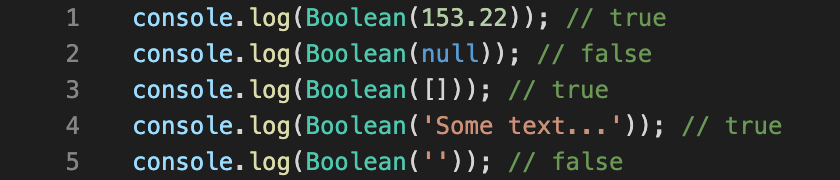 1 console.log(Boolean(153.22)); // true
2 console.log(Boolean(null)); // false
3 console.log(Boolean([])); // true
4 console.log(Boolean('Some text...')); // true
5 console.log(Boolean('')); // false